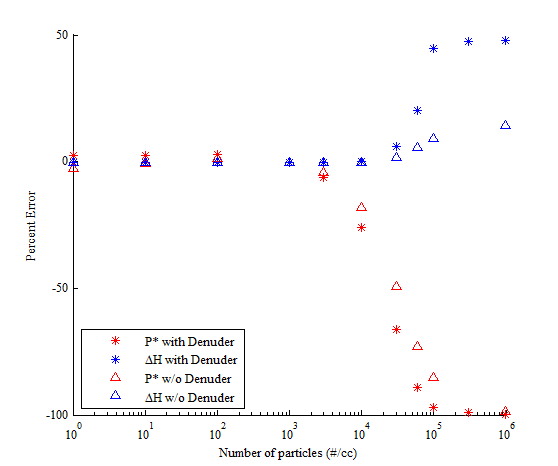 50
0
-50
-100
Percent Error
P* with Denuder
ΔH with Denuder
P* w/o Denuder
ΔH w/o Denuder
10^0 10^1 10^2 10^3 10^4 10^5 10^6
Number of particles (#/cc)